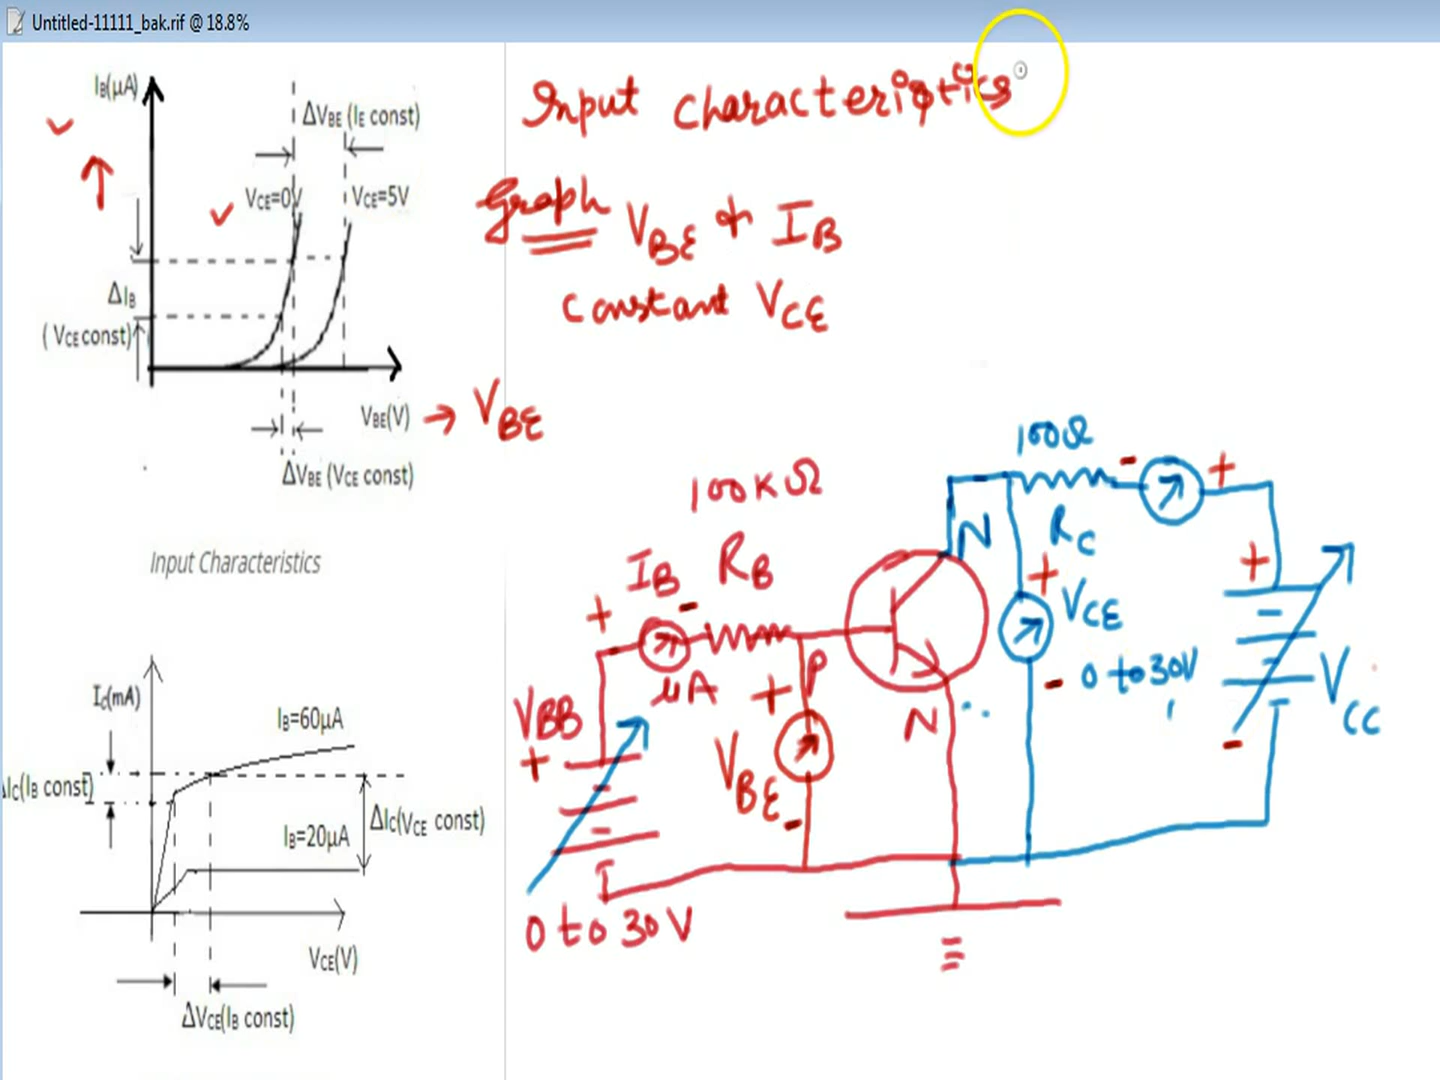 Untitled-11111_bak.rif @ 18.8%
IB(μA)
ΔVBE (IE const)
VCE=0V
VCE=5V
ΔIB
( VCE const)
VBE(V)
ΔVBE (VCE const)
Input Characteristics
Ic(mA)
IB=60μA
ΔIc(IB const)
IB=20μA
ΔIc(VCE const)
VCE(V)
ΔVCE(IB const)
Input characteristics
Graph VBE & IB
constant VCE
→ VBE
100KΩ
IB RB
+ -
μA
VBB
+
0 to 30V
P
+
VBE
-
N
N
100Ω
- +
RC
+
VCE
- 0 to 30V
+
VCC
-